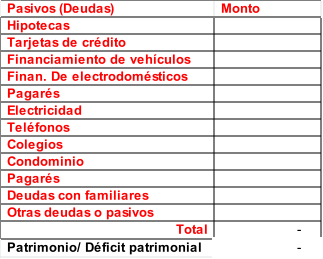 Pasivos (Deudas) Monto
Hipotecas
Tarjetas de crédito
Financiamiento de vehículos
Finan. De electrodomésticos
Pagarés
Electricidad
Teléfonos
Colegios
Condominio
Pagarés
Deudas con familiares
Otras deudas o pasivos
Total -
Patrimonio/ Déficit patrimonial -